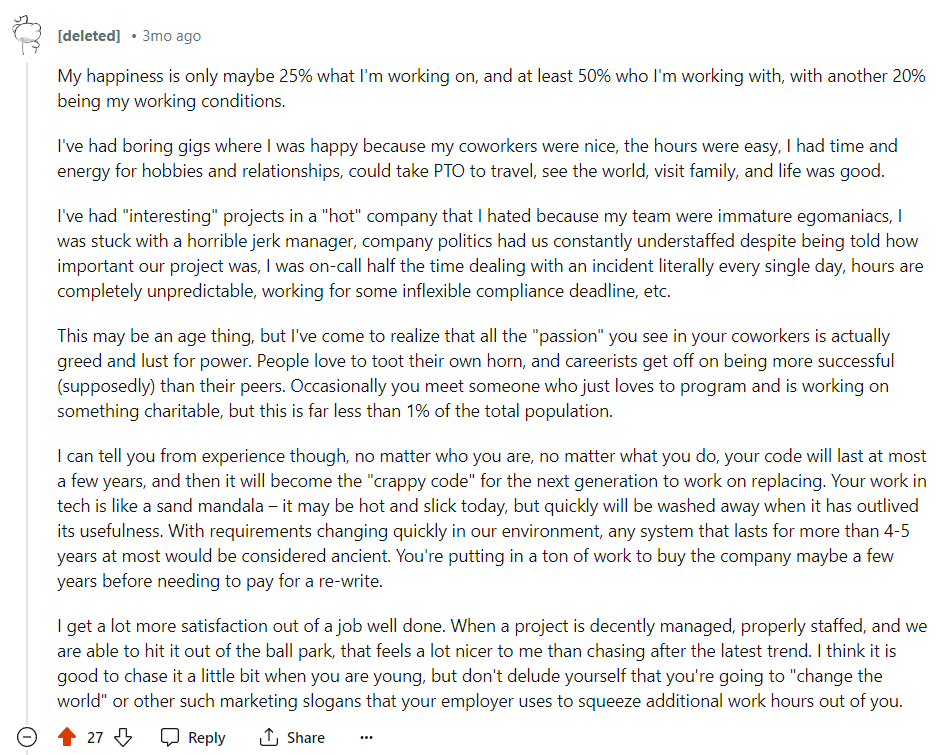 [deleted] • 3mo ago
My happiness is only maybe 25% what I'm working on, and at least 50% who I'm working with, with another 20%
being my working conditions.
I've had boring gigs where I was happy because my coworkers were nice, the hours were easy, I had time and
energy for hobbies and relationships, could take PTO to travel, see the world, visit family, and life was good.
I've had "interesting" projects in a "hot" company that I hated because my team were immature egomaniacs, I
was stuck with a horrible jerk manager, company politics had us constantly understaffed despite being told how
important our project was, I was on-call half the time dealing with an incident literally every single day, hours are
completely unpredictable, working for some inflexible compliance deadline, etc.
This may be an age thing, but I've come to realize that all the "passion" you see in your coworkers is actually
greed and lust for power. People love to toot their own horn, and careerists get off on being more successful
(supposedly) than their peers. Occasionally you meet someone who just loves to program and is working on
something charitable, but this is far less than 1% of the total population.
I can tell you from experience though, no matter who you are, no matter what you do, your code will last at most
a few years, and then it will become the "crappy code" for the next generation to work on replacing. Your work in
tech is like a sand mandala – it may be hot and slick today, but quickly will be washed away when it has outlived
its usefulness. With requirements changing quickly in our environment, any system that lasts for more than 4-5
years at most would be considered ancient. You're putting in a ton of work to buy the company maybe a few
years before needing to pay for a re-write.
I get a lot more satisfaction out of a job well done. When a project is decently managed, properly staffed, and we
are able to hit it out of the ball park, that feels a lot nicer to me than chasing after the latest trend. I think it is
good to chase it a little bit when you are young, but don't delude yourself that you're going to "change the
world" or other such marketing slogans that your employer uses to squeeze additional work hours out of you.
27 Reply Share ...